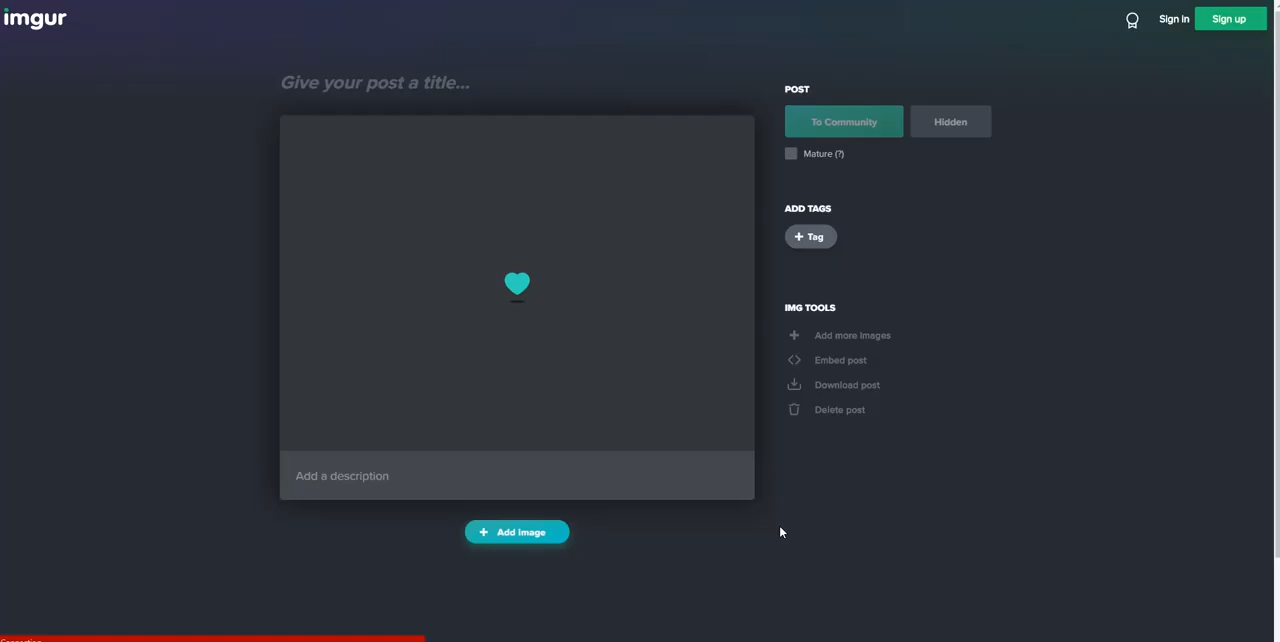 imgur
Sign in
Sign up
Give your post a title...
POST
To Community
Hidden
Mature (?)
ADD TAGS
+ Tag
IMG TOOLS
+ Add more images
<> Embed post
Download post
Delete post
Add a description
+ Add image